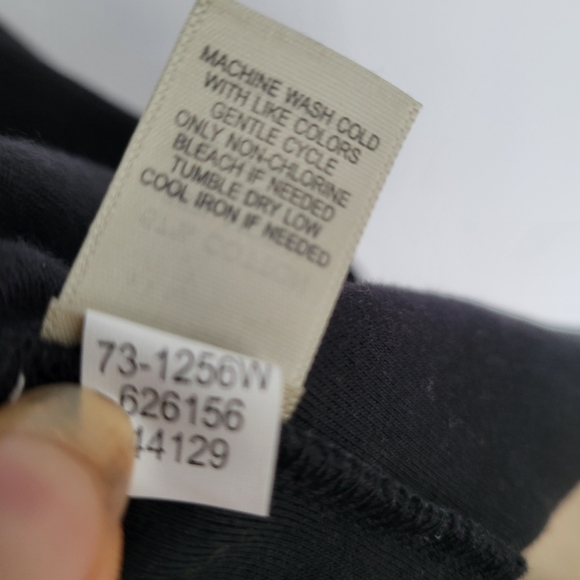 MACHINE WASH COLD
WITH LIKE COLORS
GENTLE CYCLE
ONLY NON-CHLORINE
BLEACH IF NEEDED
TUMBLE DRY LOW
COOL IRON IF NEEDED
73-1256W
626156
44129